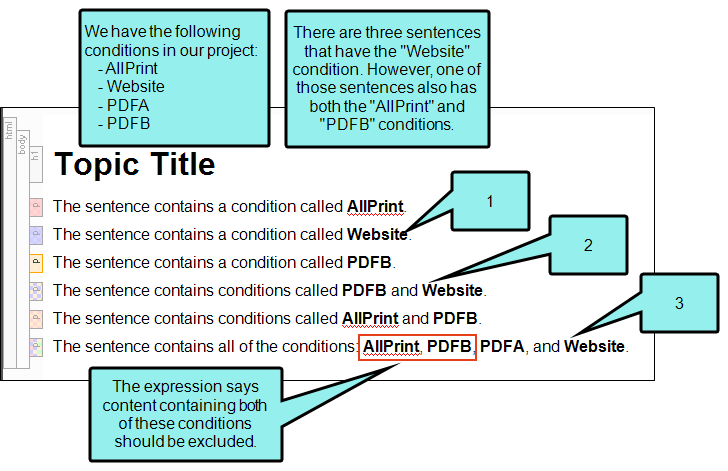 We have the following
conditions in our project:
- AllPrint
- Website
- PDFA
- PDFB
There are three sentences
that have the "Website"
condition. However, one of
those sentences also has
both the "AllPrint" and
"PDFB" conditions.
html
body
h1
Topic Title
p
The sentence contains a condition called AllPrint.
1
p
The sentence contains a condition called Website.
2
p
The sentence contains a condition called PDFB.
p
The sentence contains conditions called PDFB and Website.
3
p
The sentence contains conditions called AllPrint and PDFB.
p
The sentence contains all of the conditions: AllPrint, PDFB, PDFA, and Website.
The expression says
content containing both
of these conditions
should be excluded.